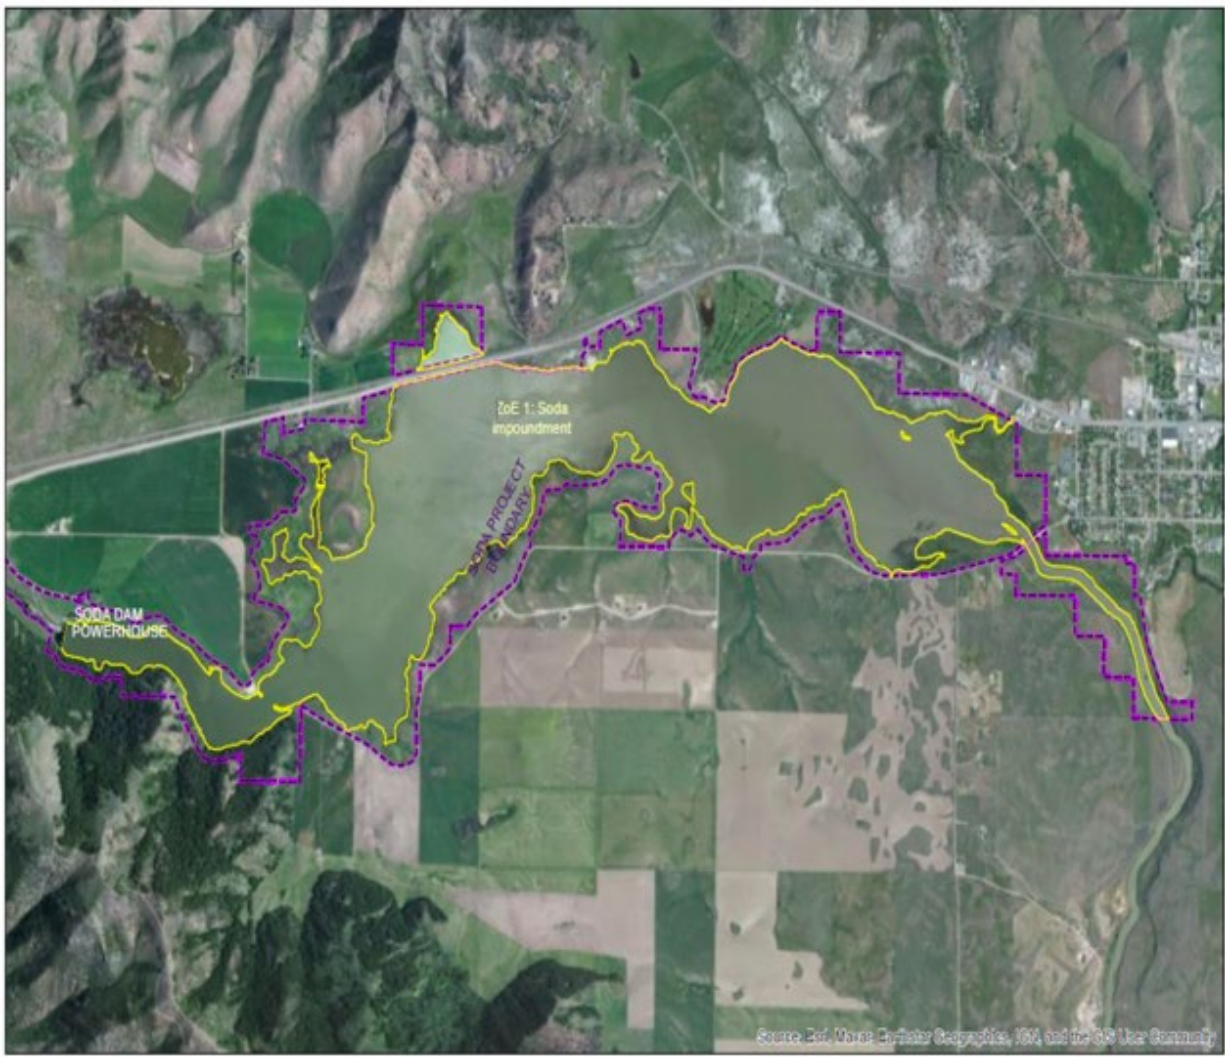 ZoE 1: Soda
impoundment
SODA PROJECT
BOUNDARY
SODA DAM
POWERHOUSE
Source: Esri, Maxar, Earthstar Geographics, IGN, and the GIS User Community